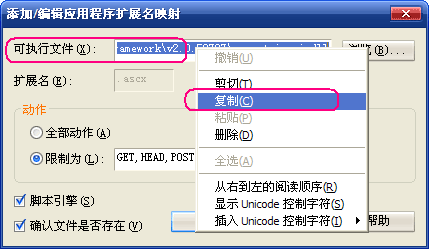 添加/编辑应用程序扩展名映射
可执行文件(X):
amework\v2.0.50727\
撤销(U)
剪切(T)
扩展名(E):
.ascx
复制(C)
粘贴(P)
删除(D)
动作
全部动作(A)
全选(A)
限制为(L):
GET,HEAD,POST
从右到左的阅读顺序(R)
脚本引擎(S)
显示 Unicode 控制字符(S)
确认文件是否存在(V)
插入 Unicode 控制字符(I)
帮助